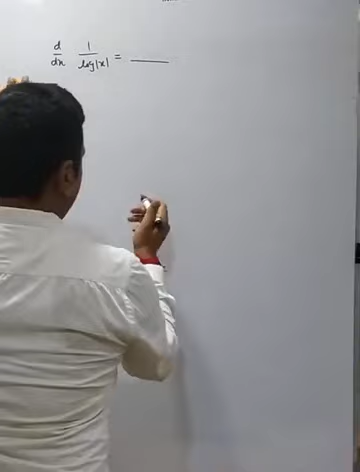 d/dx 1/log|x| = ____